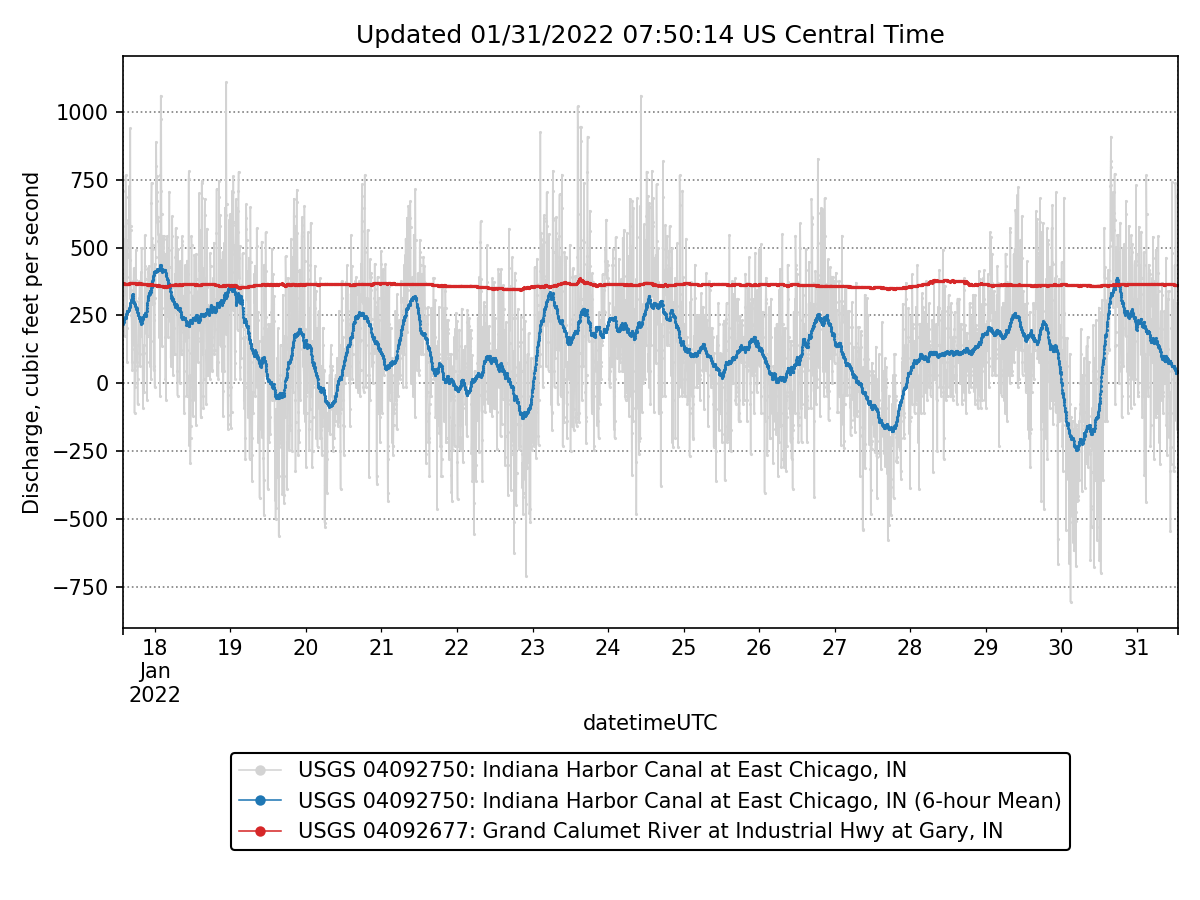 Updated 01/31/2022 07:50:14 US Central Time
Discharge, cubic feet per second
1000
750
500
250
0
−250
−500
−750
18 19 20 21 22 23 24 25 26 27 28 29 30 31
Jan
2022
datetimeUTC
USGS 04092750: Indiana Harbor Canal at East Chicago, IN
USGS 04092750: Indiana Harbor Canal at East Chicago, IN (6-hour Mean)
USGS 04092677: Grand Calumet River at Industrial Hwy at Gary, IN